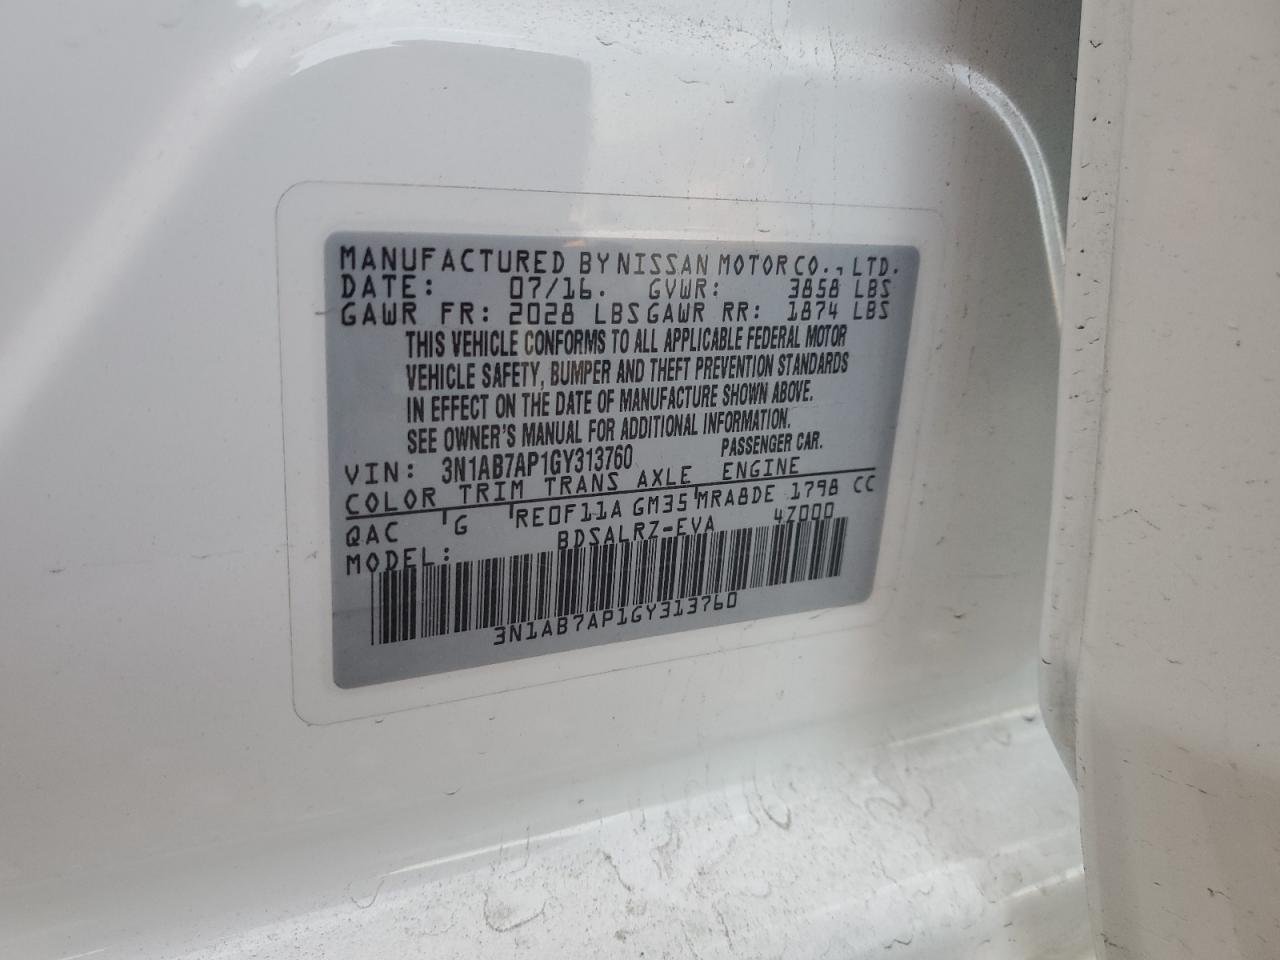 MANUFACTURED BY NISSAN MOTOR CO., LTD.
DATE: 07/16. GVWR: 3858 LBS
GAWR FR: 2028 LBS GAWR RR: 1874 LBS
THIS VEHICLE CONFORMS TO ALL APPLICABLE FEDERAL MOTOR
VEHICLE SAFETY, BUMPER AND THEFT PREVENTION STANDARDS
IN EFFECT ON THE DATE OF MANUFACTURE SHOWN ABOVE.
SEE OWNER'S MANUAL FOR ADDITIONAL INFORMATION.
VIN: 3N1AB7AP1GY313760 PASSENGER CAR.
COLOR TRIM TRANS AXLE ENGINE
QAC G RE0F11A GM35 MRA8DE 1798 CC
MODEL: BDSALRZ-EVA 4Z000
3N1AB7AP1GY313760